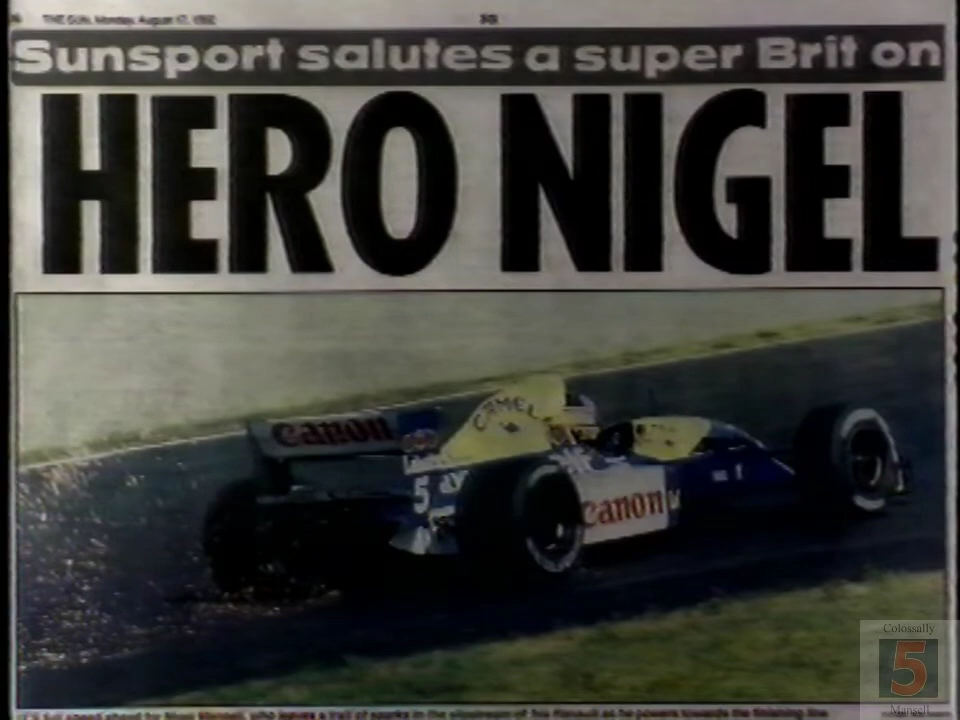 THE SUN, Monday, August 17, 1992
Sunsport salutes a super Brit on
HERO NIGEL
CAMEL
canon
5
canon
Colossally
5
Mansell